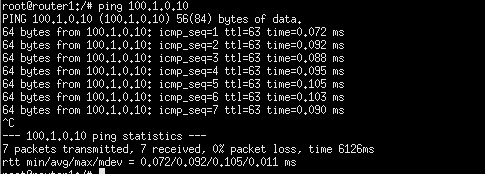 root@router1:/# ping 100.1.0.10
PING 100.1.0.10 (100.1.0.10) 56(84) bytes of data.
64 bytes from 100.1.0.10: icmp_seq=1 ttl=63 time=0.072 ms
64 bytes from 100.1.0.10: icmp_seq=2 ttl=63 time=0.092 ms
64 bytes from 100.1.0.10: icmp_seq=3 ttl=63 time=0.088 ms
64 bytes from 100.1.0.10: icmp_seq=4 ttl=63 time=0.095 ms
64 bytes from 100.1.0.10: icmp_seq=5 ttl=63 time=0.105 ms
64 bytes from 100.1.0.10: icmp_seq=6 ttl=63 time=0.103 ms
64 bytes from 100.1.0.10: icmp_seq=7 ttl=63 time=0.090 ms
^C
--- 100.1.0.10 ping statistics ---
7 packets transmitted, 7 received, 0% packet loss, time 6126ms
rtt min/avg/max/mdev = 0.072/0.092/0.105/0.011 ms
root@router1:/#